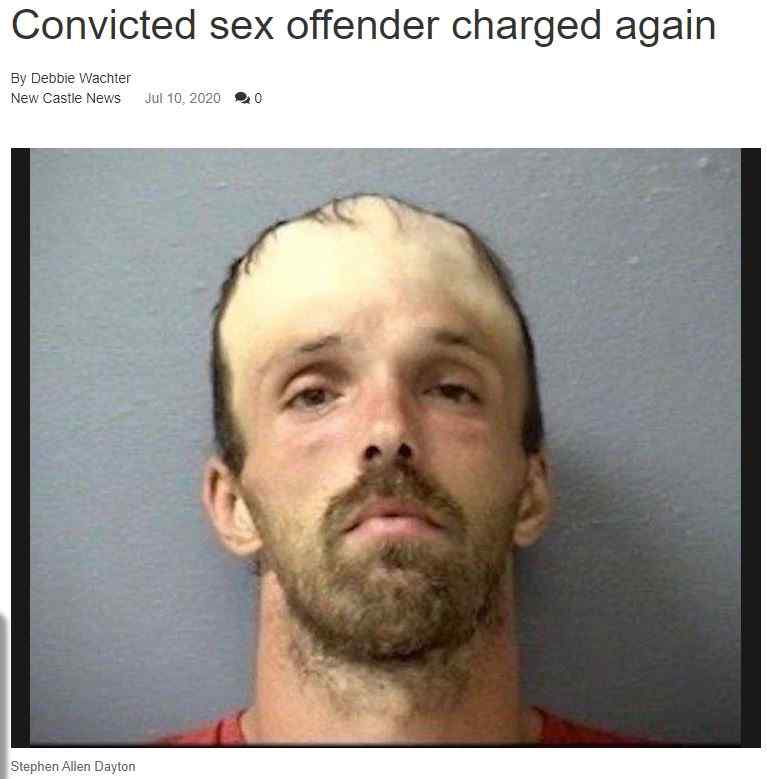 Convicted sex offender charged again
By Debbie Wachter
New Castle News Jul 10, 2020 0
Stephen Allen Dayton